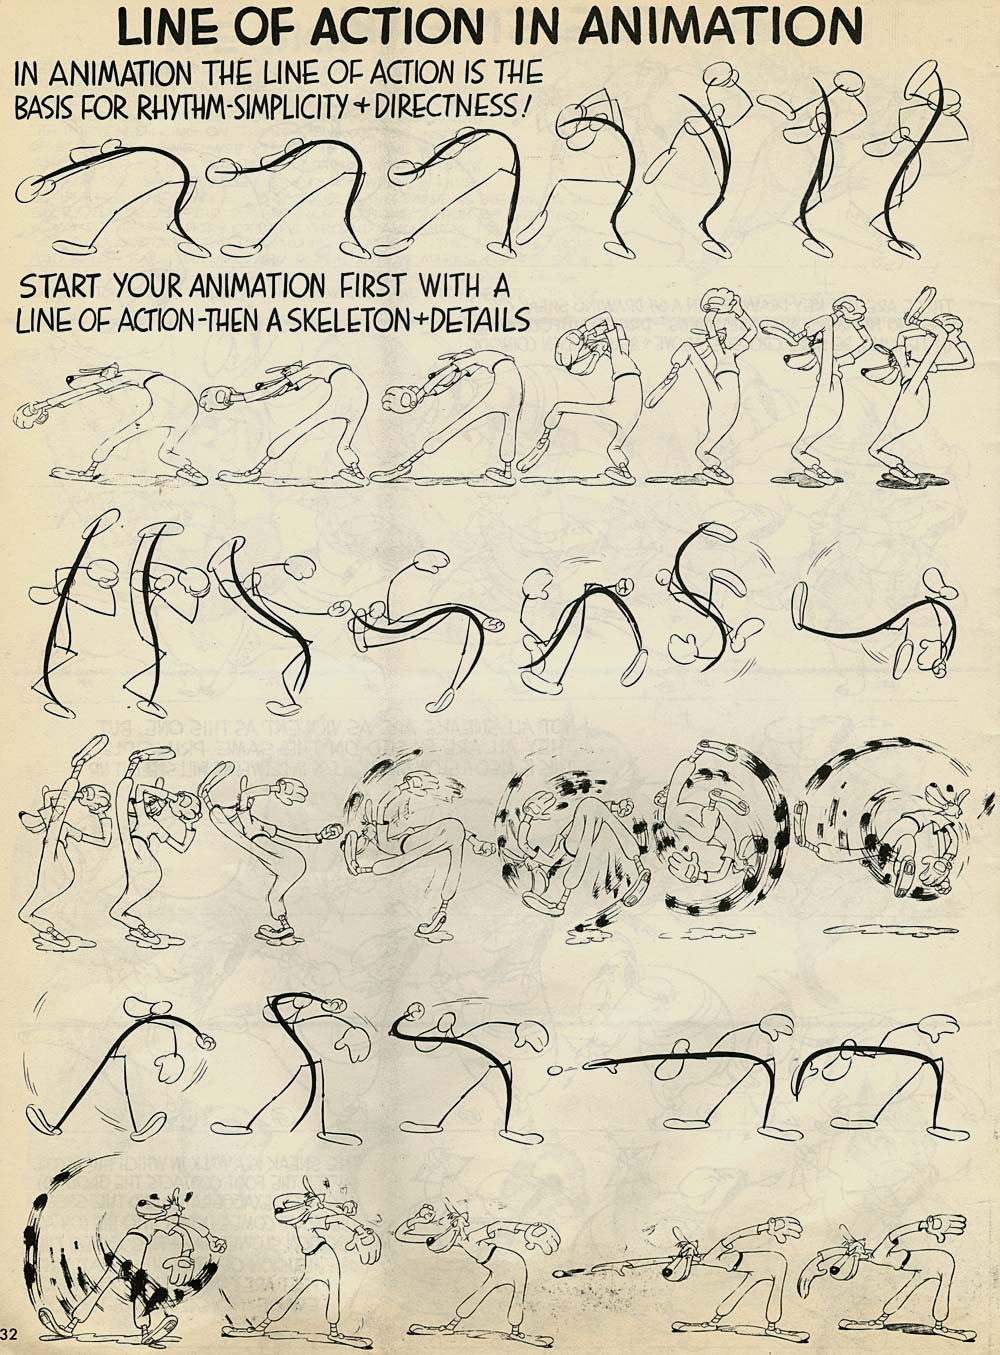 LINE OF ACTION IN ANIMATION
IN ANIMATION THE LINE OF ACTION IS THE
BASIS FOR RHYTHM-SIMPLICITY + DIRECTNESS!
START YOUR ANIMATION FIRST WITH A
LINE OF ACTION-THEN A SKELETON+DETAILS
32